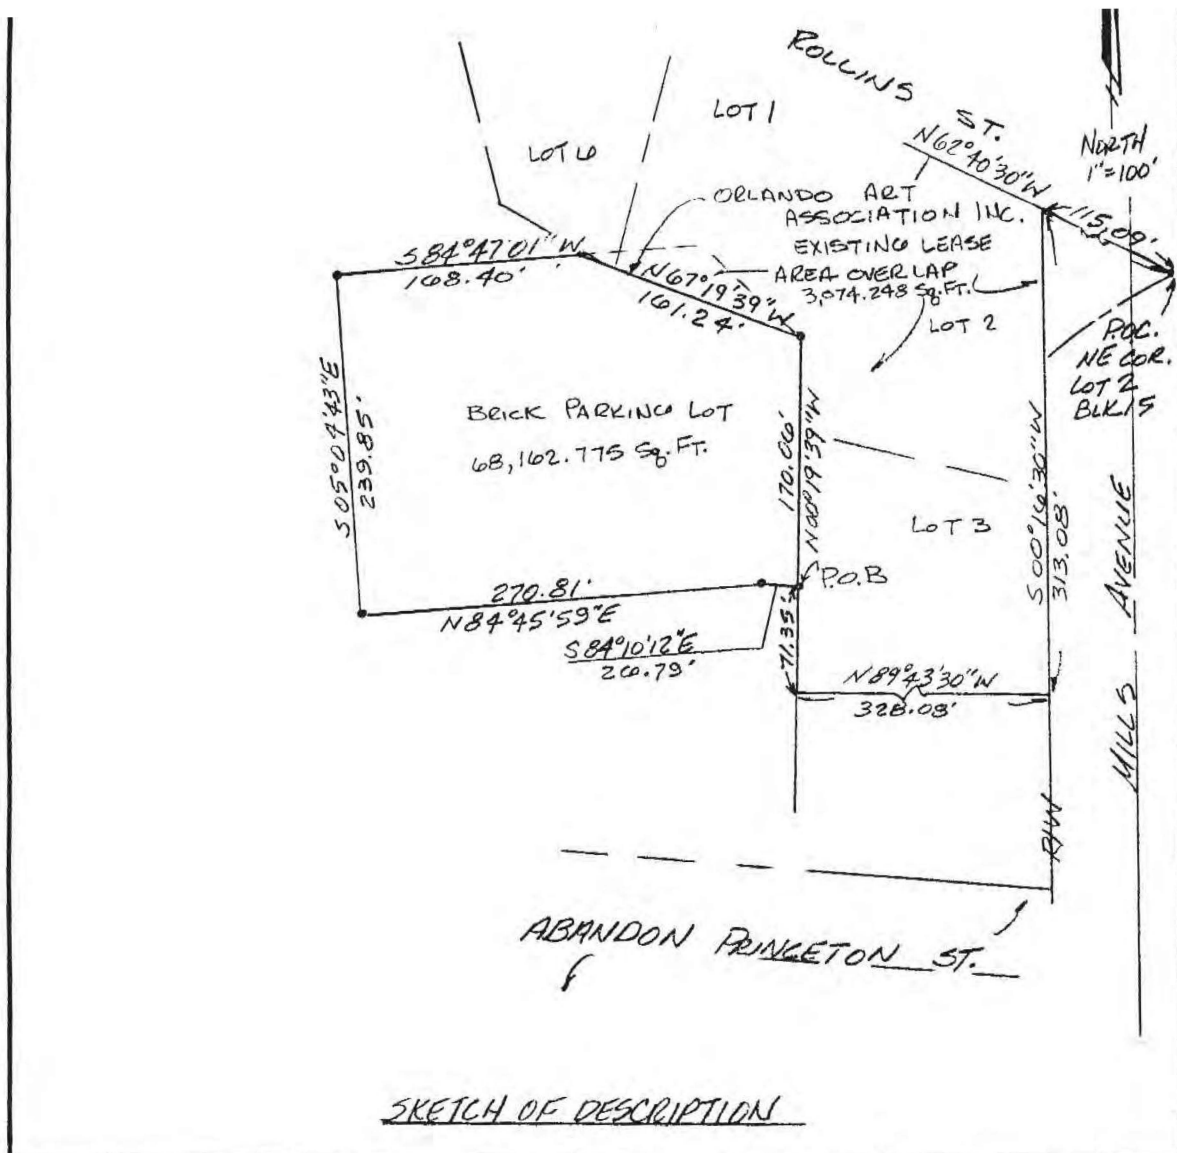 ROLLINS ST.
LOT 1
LOT 6
N62°40'30"W
NORTH
1"=100'
ORLANDO ART
ASSOCIATION INC.
EXISTING LEASE
AREA OVERLAP
3,074.248 Sq.Ft.
115.09'
S84°47'01"W
168.40'
N67°19'39"W
161.24'
LOT 2
P.O.C.
NE COR.
LOT 2
BLK 15
S05°04'43"E
239.85'
BRICK PARKING LOT
68,162.775 Sq.Ft.
170.06'
N00°19'39"W
S00°16'30"W
313.08'
LOT 3
P.O.B
270.81'
N84°45'59"E
S84°10'12"E
26.79'
71.35'
N89°43'30"W
328.08'
MILLS AVENUE
R/W
ABANDON PRINCETON ST.
SKETCH OF DESCRIPTION